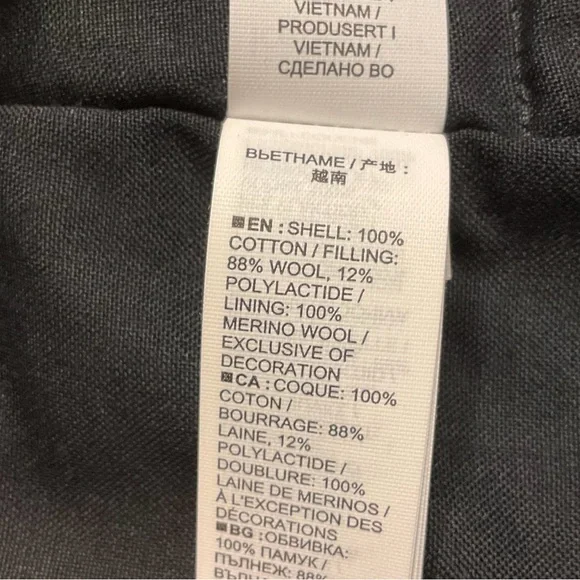 VIETNAM /
PRODUSERT I
VIETNAM /
СДЕЛАНО ВО
ВЬЕТНАМЕ / 产地 :
越南
EN : SHELL: 100%
COTTON / FILLING:
88% WOOL, 12%
POLYLACTIDE /
LINING: 100%
MERINO WOOL /
EXCLUSIVE OF
DECORATION
CA : COQUE: 100%
COTON /
BOURRAGE: 88%
LAINE, 12%
POLYLACTIDE /
DOUBLURE: 100%
LAINE DE MERINOS /
À L'EXCEPTION DES
DÉCORATIONS
BG : ОБВИВКА:
100% ПАМУК /
ПЪЛНЕЖ: 88%